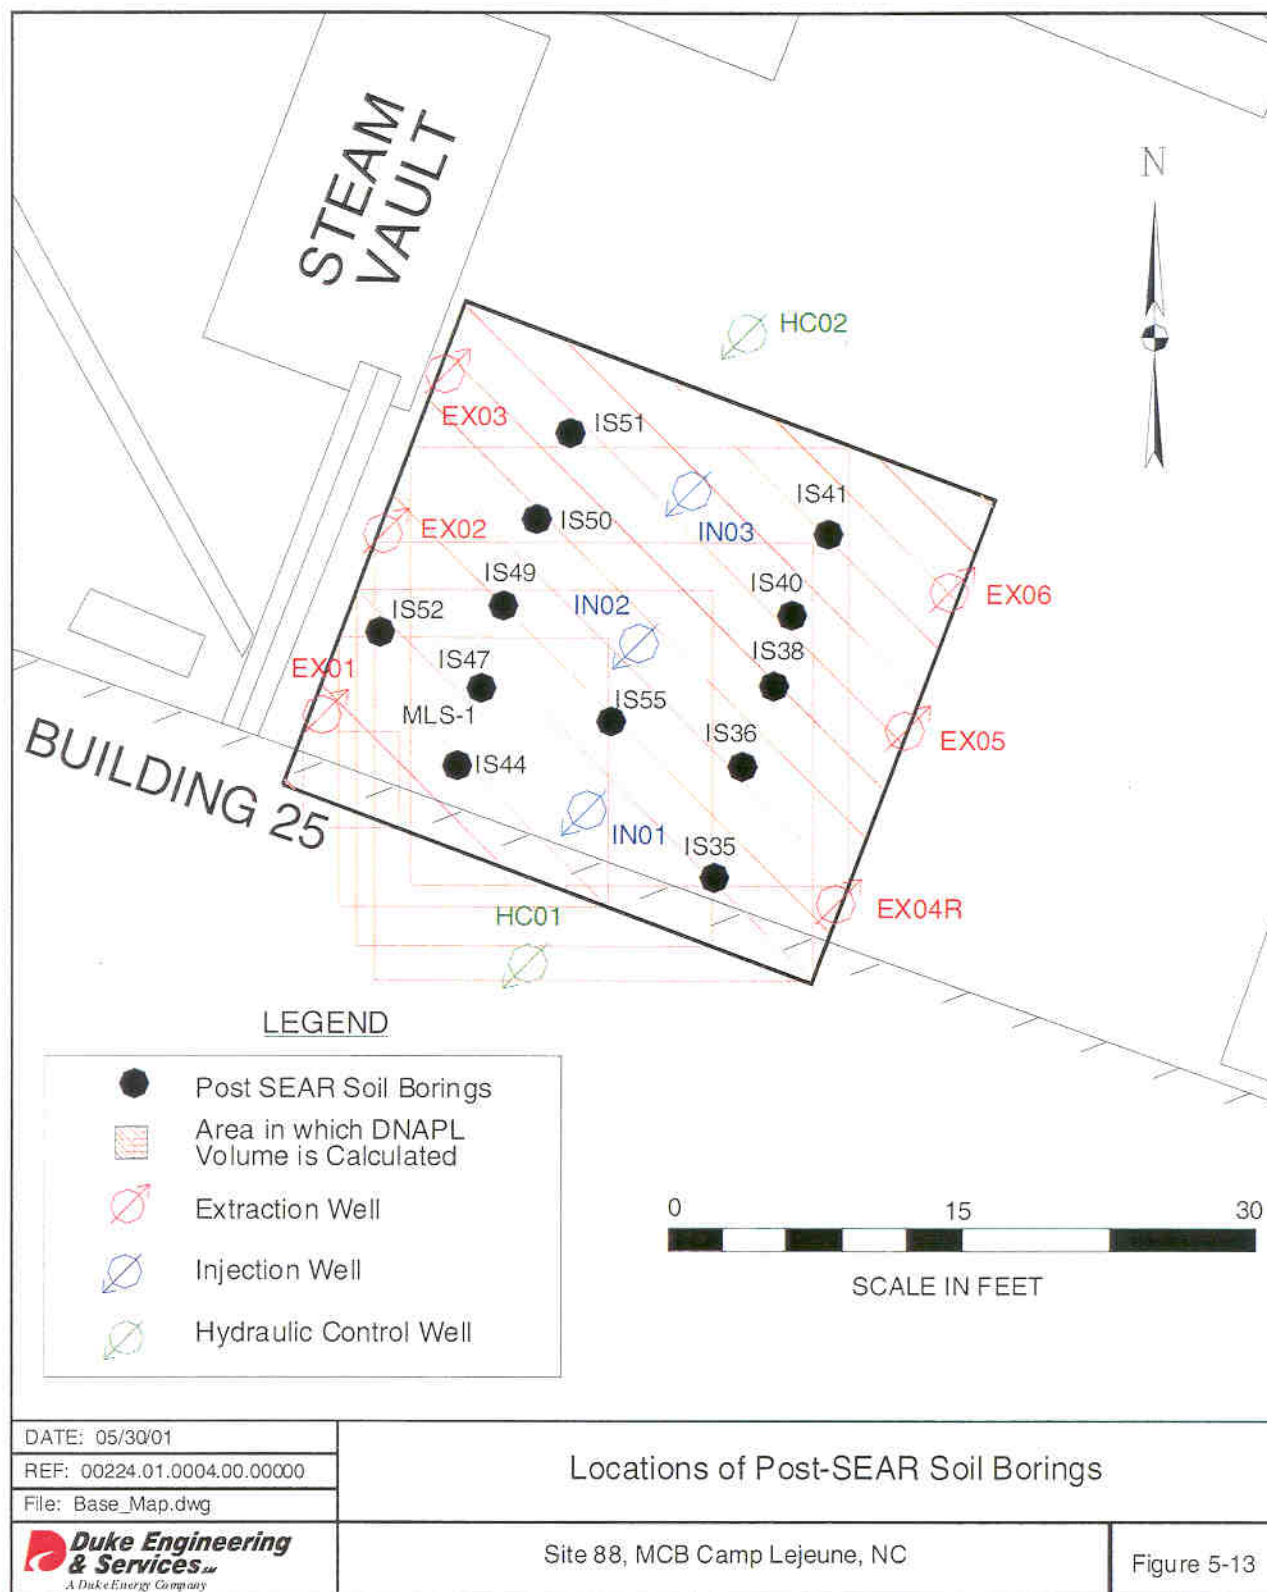 STEAM
VAULT
N
HC02
EX03
IS51
IS41
EX02
IS50
IN03
IS49
IN02
IS40
EX06
IS52
IS38
EX01
IS47
MLS-1
IS55
IS36
EX05
BUILDING 25
IS44
IN01
IS35
HC01
EX04R
LEGEND
Post SEAR Soil Borings
Area in which DNAPL
Volume is Calculated
Extraction Well
Injection Well
Hydraulic Control Well
0 15 30
SCALE IN FEET
DATE: 05/30/01
REF: 00224.01.0004.00.00000
File: Base_Map.dwg
Locations of Post-SEAR Soil Borings
Duke Engineering
& Services SM
A Duke Energy Company
Site 88, MCB Camp Lejeune, NC
Figure 5-13